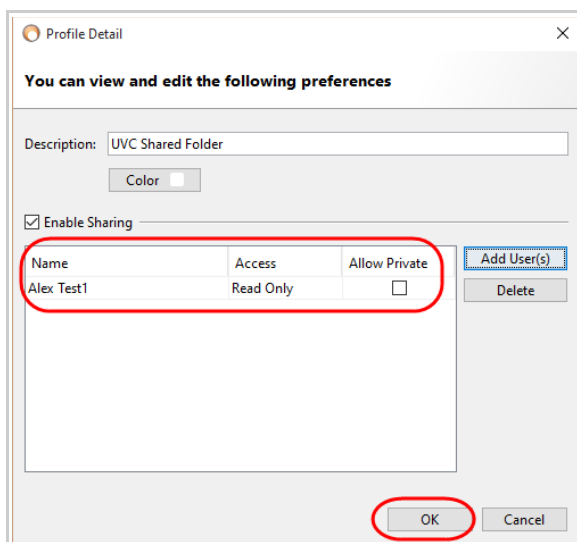 Profile Detail
You can view and edit the following preferences
Description: UVC Shared Folder
Color
Enable Sharing
Name Access Allow Private Add User(s)
Alex Test1 Read Only Delete
OK Cancel